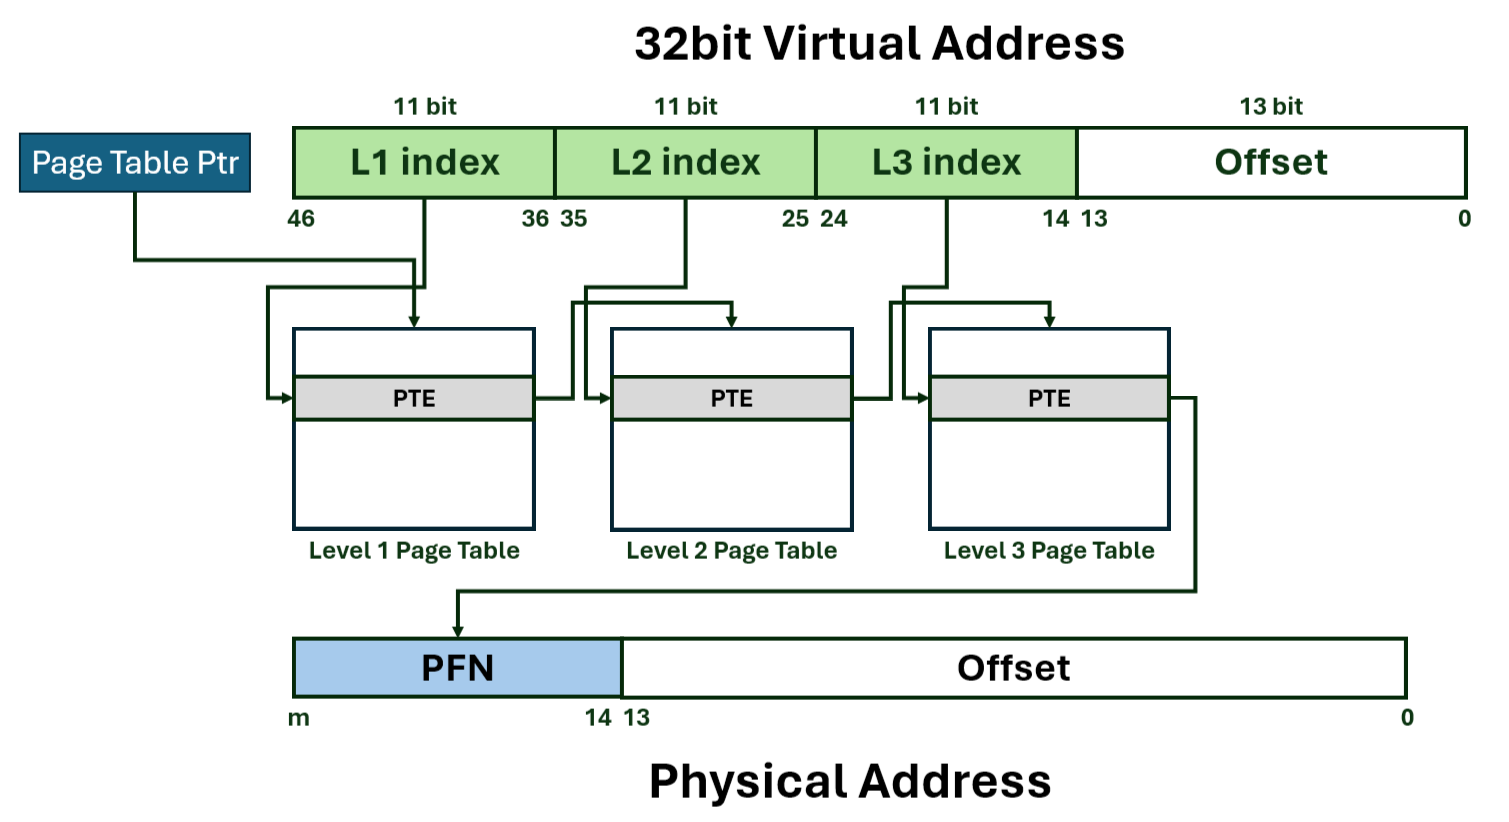 32bit Virtual Address
11 bit 11 bit 11 bit 13 bit
Page Table Ptr L1 index L2 index L3 index Offset
46 36 35 25 24 14 13 0
PTE PTE PTE
Level 1 Page Table Level 2 Page Table Level 3 Page Table
PFN Offset
m 14 13 0
Physical Address